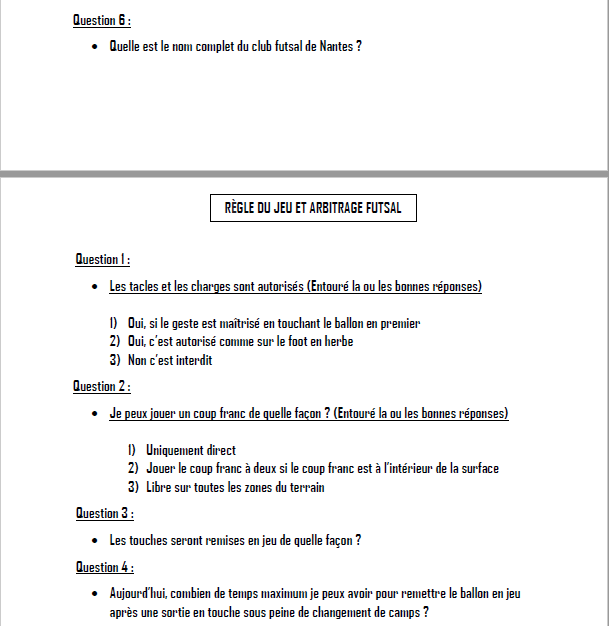 Question 6 :
• Quelle est le nom complet du club futsal de Nantes ?
RÈGLE DU JEU ET ARBITRAGE FUTSAL
Question 1 :
• Les tacles et les charges sont autorisés (Entouré la ou les bonnes réponses)
1) Oui, si le geste est maîtrisé en touchant le ballon en premier
2) Oui, c'est autorisé comme sur le foot en herbe
3) Non c'est interdit
Question 2 :
• Je peux jouer un coup franc de quelle façon ? (Entouré la ou les bonnes réponses)
1) Uniquement direct
2) Jouer le coup franc à deux si le coup franc est à l'intérieur de la surface
3) Libre sur toutes les zones du terrain
Question 3 :
• Les touches seront remises en jeu de quelle façon ?
Question 4 :
• Aujourd'hui, combien de temps maximum je peux avoir pour remettre le ballon en jeu
après une sortie en touche sous peine de changement de camps ?